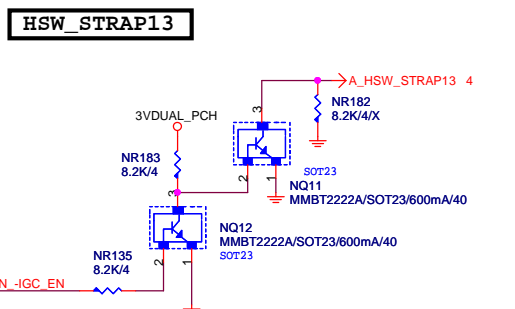 HSW_STRAP13
A_HSW_STRAP13 4
3
NR182
8.2K/4/X
3VDUAL_PCH
NR183
8.2K/4
SOT23
2
1
NQ11
MMBT2222A/SOT23/600mA/40
3
NQ12
MMBT2222A/SOT23/600mA/40
SOT23
NR135
8.2K/4
2
1
N_-IGC_EN